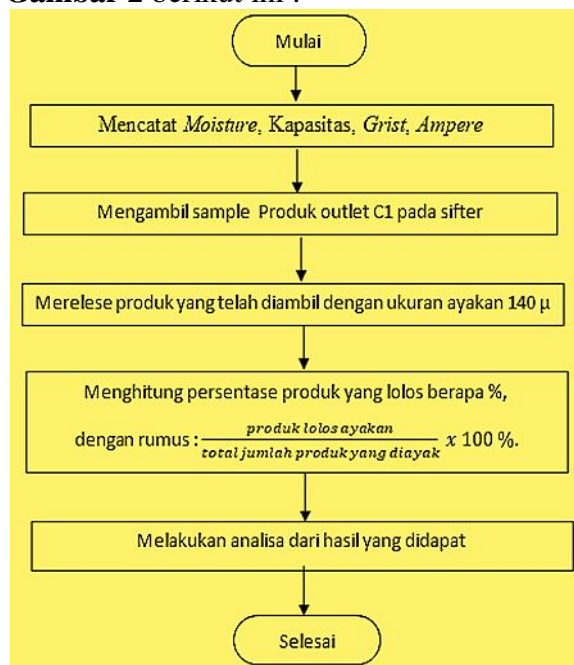 Gambar 2 berikut ini :
Mulai
Mencatat Moisture, Kapasitas, Grist, Ampere
Mengambil sample Produk outlet C1 pada sifter
Merelese produk yang telah diambil dengan ukuran ayakan 140 µ
Menghitung persentase produk yang lolos berapa %,
dengan rumus : produk lolos ayakan / total jumlah produk yang diayak x 100 %.
Melakukan analisa dari hasil yang didapat
Selesai